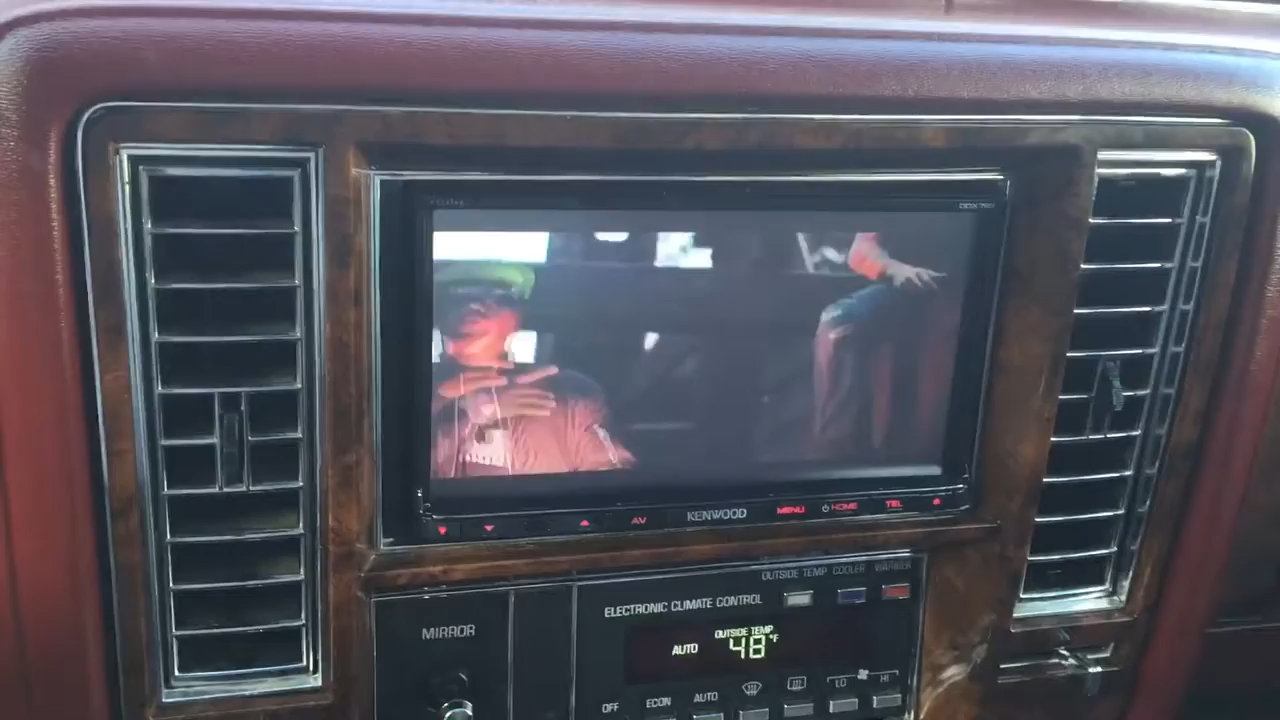 AV KENWOOD MENU HOME TEL
OUTSIDE TEMP COOLER WARMER
ELECTRONIC CLIMATE CONTROL
MIRROR
OUTSIDE TEMP
AUTO 48°F
OFF ECON AUTO LO HI